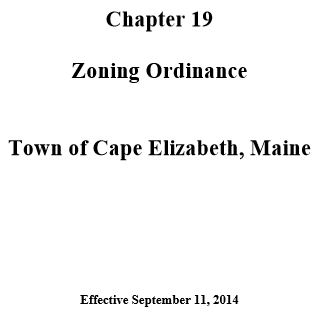 Chapter 19
Zoning Ordinance
Town of Cape Elizabeth, Maine
Effective September 11, 2014